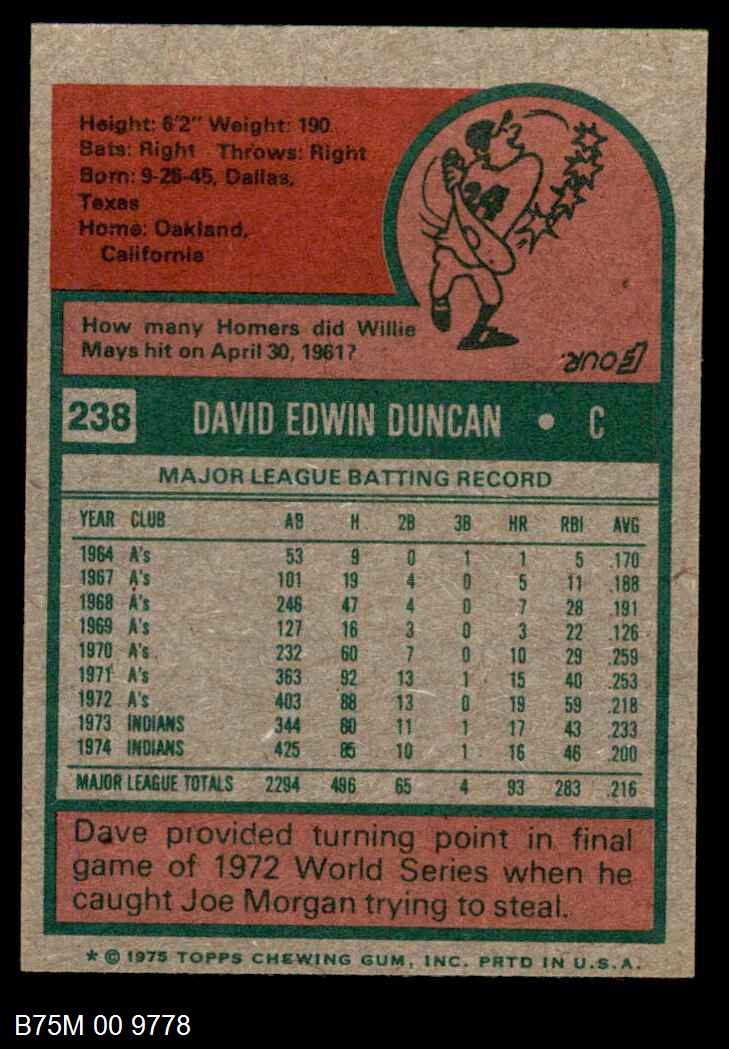 Height: 6'2" Weight: 190
Bats: Right Throws: Right
Born: 9-26-45, Dallas,
Texas
Home: Oakland,
California
24
How many Homers did Willie
Mays hit on April 30, 1961?
FOUR.
238 DAVID EDWIN DUNCAN • C
MAJOR LEAGUE BATTING RECORD
YEAR CLUB AB H 2B 3B HR RBI AVG
1964 A's 53 9 0 1 1 5 .170
1967 A's 101 19 4 0 5 11 .188
1968 A's 246 47 4 0 7 28 .191
1969 A's 127 16 3 0 3 22 .126
1970 A's 232 60 7 0 10 29 .259
1971 A's 363 92 13 1 15 40 .253
1972 A's 403 88 13 0 19 59 .218
1973 INDIANS 344 80 11 1 17 43 .233
1974 INDIANS 425 85 10 1 16 46 .200
MAJOR LEAGUE TOTALS 2294 496 65 4 93 283 .216
Dave provided turning point in final
game of 1972 World Series when he
caught Joe Morgan trying to steal.
* © 1975 TOPPS CHEWING GUM, INC. PRTD IN U.S.A.
B75M 00 9778